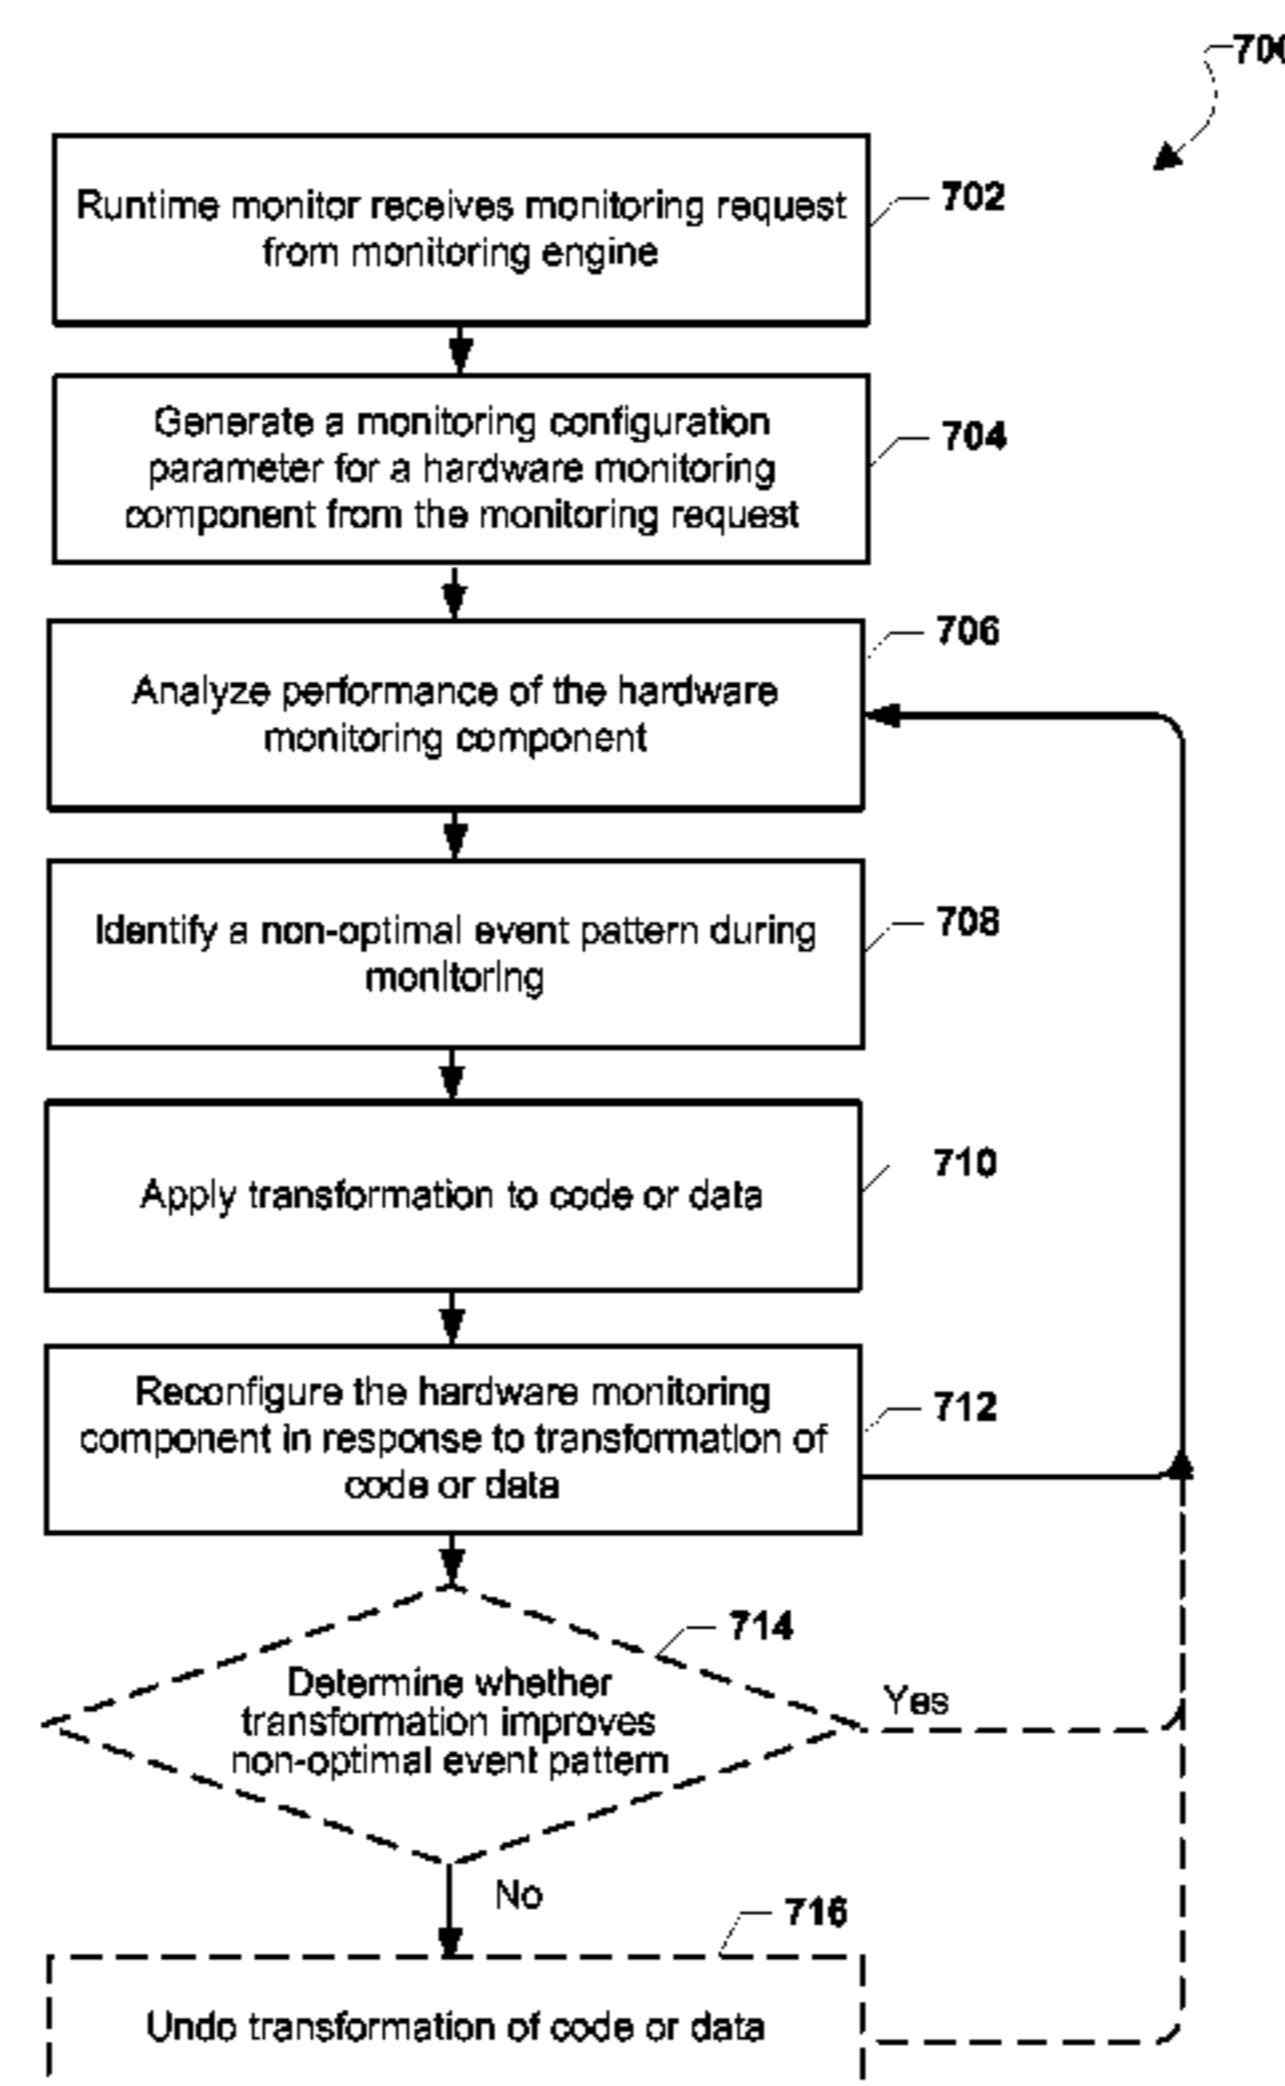 700
Runtime monitor receives monitoring request
from monitoring engine
702
Generate a monitoring configuration
parameter for a hardware monitoring
component from the monitoring request
704
Analyze performance of the hardware
monitoring component
706
Identify a non-optimal event pattern during
monitoring
708
Apply transformation to code or data
710
Reconfigure the hardware monitoring
component in response to transformation of
code or data
712
714
Determine whether
transformation improves
non-optimal event pattern
Yes
No
716
Undo transformation of code or data